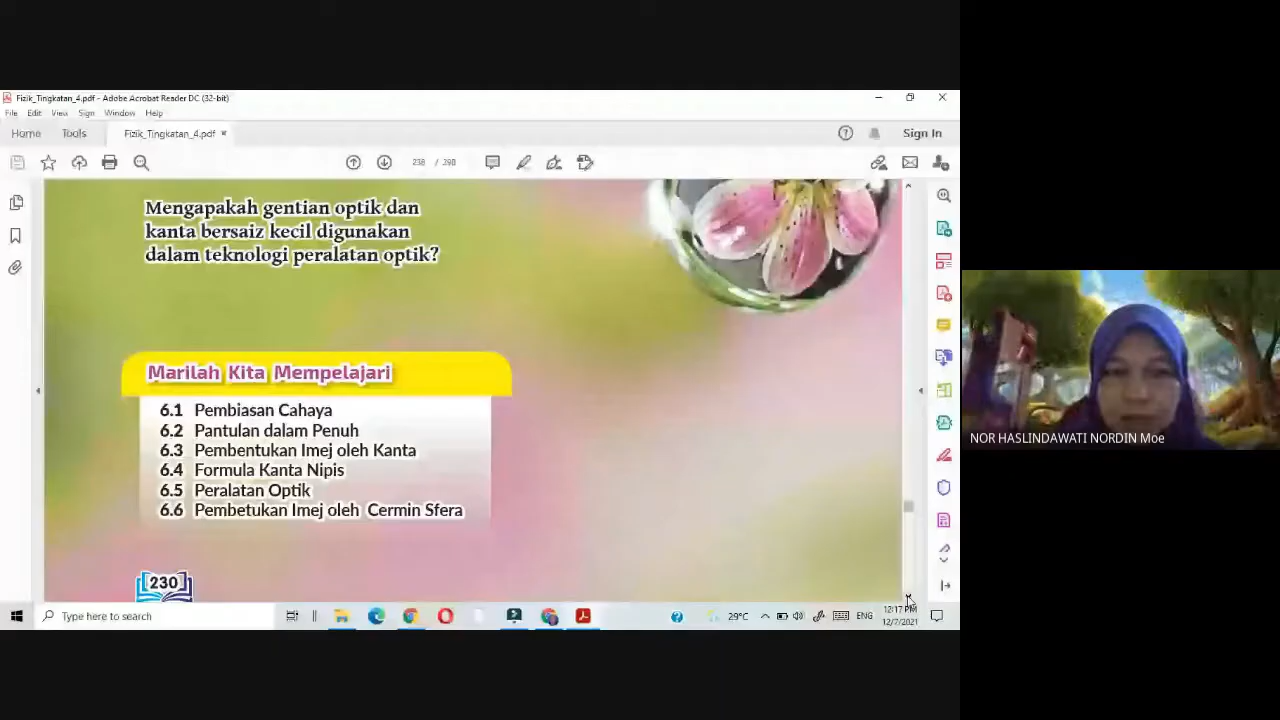 Fizik_Tingkatan_4.pdf - Adobe Acrobat Reader DC (32-bit)
File Edit View Sign Window Help
Home Tools Fizik_Tingkatan_4.pdf × Sign In
238 / 298
Mengapakah gentian optik dan
kanta bersaiz kecil digunakan
dalam teknologi peralatan optik?
Marilah Kita Mempelajari
6.1 Pembiasan Cahaya
6.2 Pantulan dalam Penuh
6.3 Pembentukan Imej oleh Kanta
6.4 Formula Kanta Nipis
6.5 Peralatan Optik
6.6 Pembetukan Imej oleh Cermin Sfera
230
NOR HASLINDAWATI NORDIN Moe
Type here to search
29°C
ENG
12:17 PM
12/7/2021